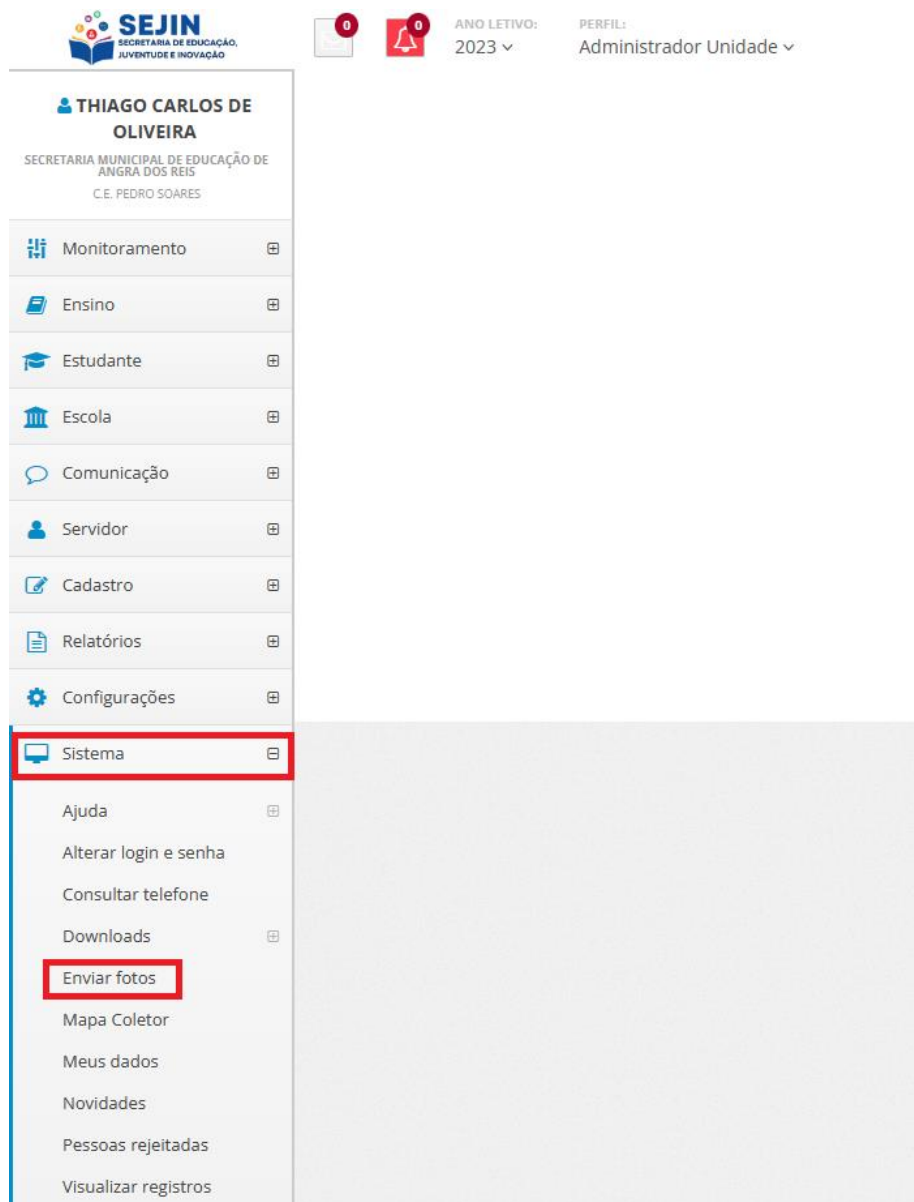 SEJIN
SECRETARIA DE EDUCAÇÃO,
JUVENTUDE E INOVAÇÃO
0
0
ANO LETIVO:
2023
PERFIL:
Administrador Unidade
THIAGO CARLOS DE
OLIVEIRA
SECRETARIA MUNICIPAL DE EDUCAÇÃO DE
ANGRA DOS REIS
C.E. PEDRO SOARES
Monitoramento
Ensino
Estudante
Escola
Comunicação
Servidor
Cadastro
Relatórios
Configurações
Sistema
Ajuda
Alterar login e senha
Consultar telefone
Downloads
Enviar fotos
Mapa Coletor
Meus dados
Novidades
Pessoas rejeitadas
Visualizar registros